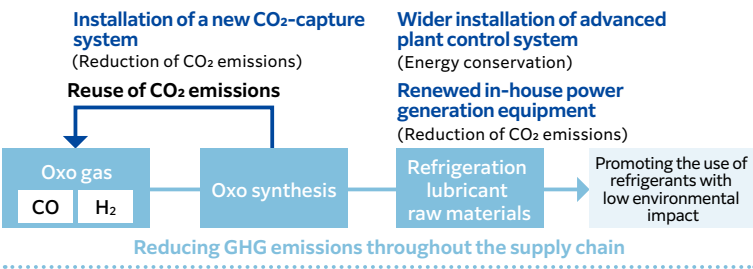 Installation of a new CO₂-capture
system
(Reduction of CO₂ emissions)
Reuse of CO₂ emissions
Wider installation of advanced
plant control system
(Energy conservation)
Renewed in-house power
generation equipment
(Reduction of CO₂ emissions)
Oxo gas
CO
H₂
Oxo synthesis
Refrigeration
lubricant
raw materials
Promoting the use of
refrigerants with
low environmental
impact
Reducing GHG emissions throughout the supply chain